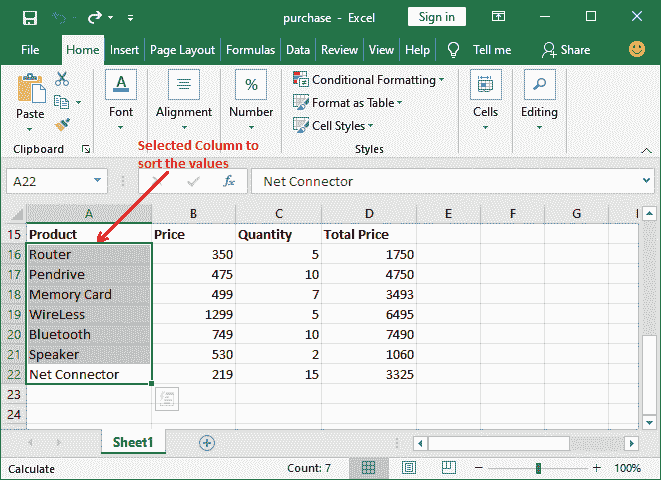 purchase - Excel
Sign in
File Home Insert Page Layout Formulas Data Review View Help Tell me Share
Paste
Clipboard
A
Font
Alignment
%
Number
Conditional Formatting
Format as Table
Cell Styles
Styles
Cells
Editing
Selected Column to
sort the values
A22 fx Net Connector
A B C D E F G
15 Product Price Quantity Total Price
16 Router 350 5 1750
17 Pendrive 475 10 4750
18 Memory Card 499 7 3493
19 WireLess 1299 5 6495
20 Bluetooth 749 10 7490
21 Speaker 530 2 1060
22 Net Connector 219 15 3325
23
24
Sheet1
Calculate Count: 7 100%